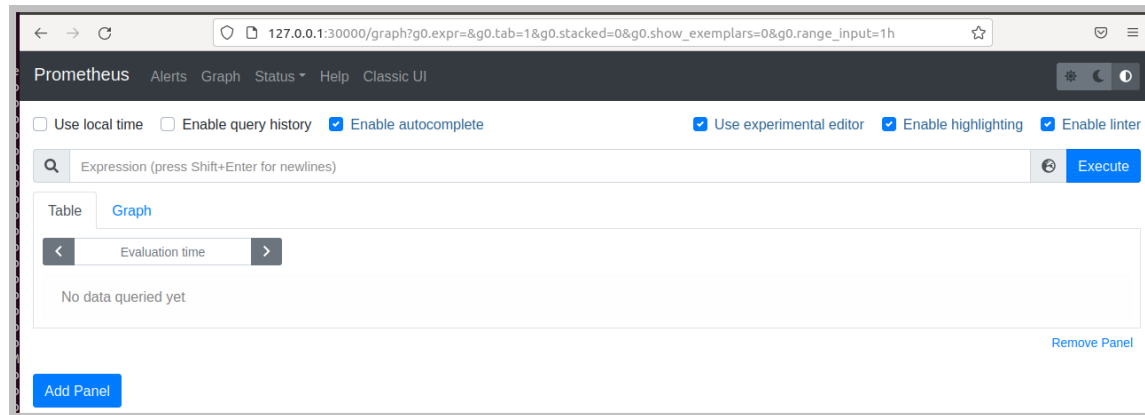 127.0.0.1:30000/graph?g0.expr=&g0.tab=1&g0.stacked=0&g0.show_exemplars=0&g0.range_input=1h
Prometheus Alerts Graph Status Help Classic UI
Use local time Enable query history Enable autocomplete Use experimental editor Enable highlighting Enable linter
Expression (press Shift+Enter for newlines) Execute
Table Graph
Evaluation time
No data queried yet
Remove Panel
Add Panel